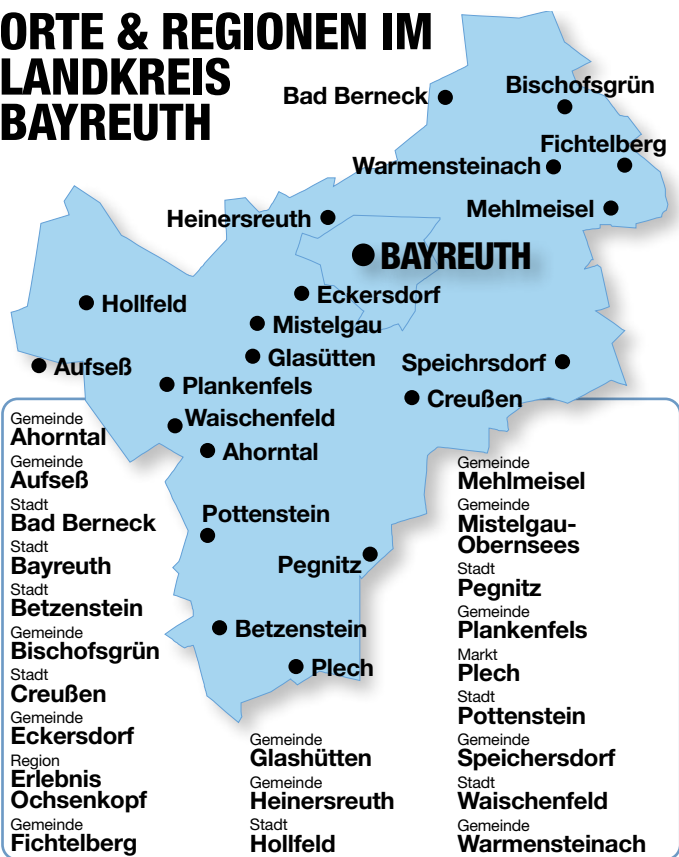 ORTE & REGIONEN IM
LANDKREIS
BAYREUTH
Bad Berneck
Bischofsgrün
Fichtelberg
Warmensteinach
Mehlmeisel
Heinersreuth
BAYREUTH
Eckersdorf
Hollfeld
Mistelgau
Glasütten
Speichrsdorf
Aufseß
Plankenfels
Creußen
Waischenfeld
Ahorntal
Pottenstein
Pegnitz
Betzenstein
Plech
Gemeinde
Ahorntal
Gemeinde
Aufseß
Stadt
Bad Berneck
Stadt
Bayreuth
Stadt
Betzenstein
Gemeinde
Bischofsgrün
Stadt
Creußen
Gemeinde
Eckersdorf
Region
Erlebnis
Ochsenkopf
Gemeinde
Fichtelberg
Gemeinde
Glashütten
Gemeinde
Heinersreuth
Stadt
Hollfeld
Gemeinde
Mehlmeisel
Gemeinde
Mistelgau-
Obernsees
Stadt
Pegnitz
Gemeinde
Plankenfels
Markt
Plech
Stadt
Pottenstein
Gemeinde
Speichersdorf
Stadt
Waischenfeld
Gemeinde
Warmensteinach